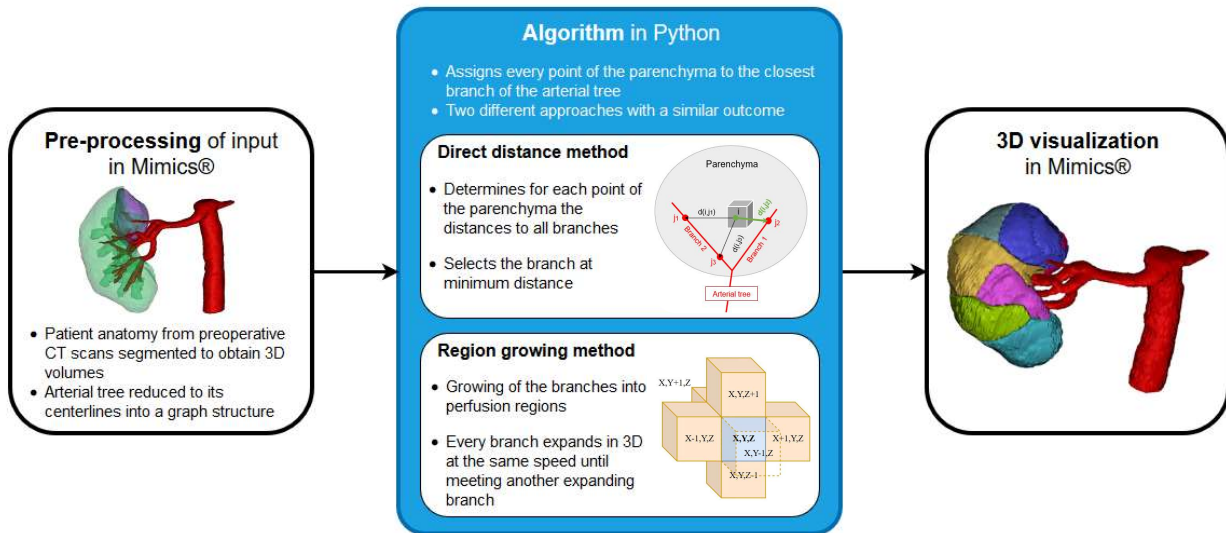 Pre-processing of input
in Mimics®
• Patient anatomy from preoperative
CT scans segmented to obtain 3D
volumes
• Arterial tree reduced to its
centerlines into a graph structure
Algorithm in Python
• Assigns every point of the parenchyma to the closest
branch of the arterial tree
• Two different approaches with a similar outcome
Direct distance method
• Determines for each point of
the parenchyma the
distances to all branches
• Selects the branch at
minimum distance
Parenchyma
j1
d(i,j1)
i
d(i,j2)
j2
Branch 2
d(i,j3)
Branch 1
j3
Arterial tree
Region growing method
• Growing of the branches into
perfusion regions
• Every branch expands in 3D
at the same speed until
meeting another expanding
branch
X,Y+1,Z
X,Y,Z+1
X-1,Y,Z
X,Y,Z
X+1,Y,Z
X,Y-1,Z
X,Y,Z-1
3D visualization
in Mimics®